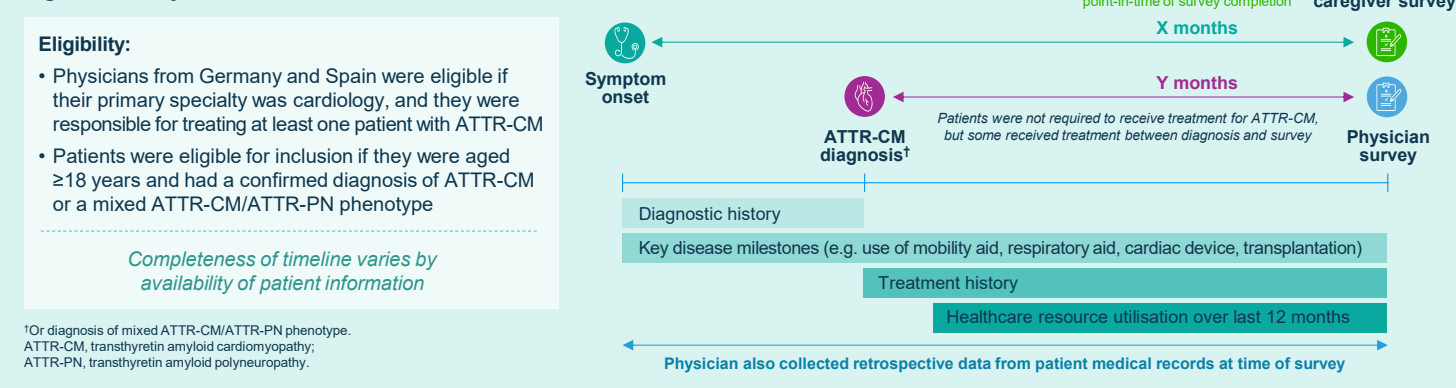 point-in-time of survey completion
caregiver survey
Eligibility:
• Physicians from Germany and Spain were eligible if
their primary specialty was cardiology, and they were
responsible for treating at least one patient with ATTR-CM
• Patients were eligible for inclusion if they were aged
≥18 years and had a confirmed diagnosis of ATTR-CM
or a mixed ATTR-CM/ATTR-PN phenotype
Completeness of timeline varies by
availability of patient information
†Or diagnosis of mixed ATTR-CM/ATTR-PN phenotype.
ATTR-CM, transthyretin amyloid cardiomyopathy;
ATTR-PN, transthyretin amyloid polyneuropathy.
X months
Symptom
onset
Y months
Patients were not required to receive treatment for ATTR-CM,
but some received treatment between diagnosis and survey
ATTR-CM
diagnosis†
Physician
survey
Diagnostic history
Key disease milestones (e.g. use of mobility aid, respiratory aid, cardiac device, transplantation)
Treatment history
Healthcare resource utilisation over last 12 months
Physician also collected retrospective data from patient medical records at time of survey